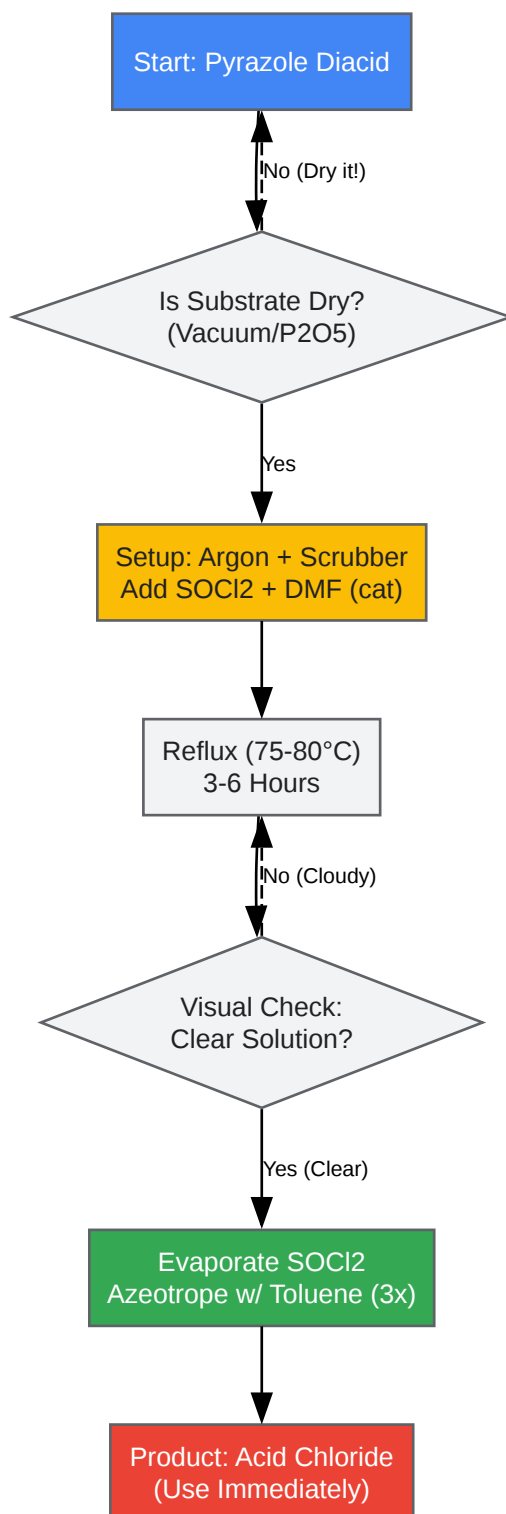 Start: Pyrazole Diacid
No (Dry it!)
Is Substrate Dry?
(Vacuum/P2O5)
Yes
Setup: Argon + Scrubber
Add SOCl2 + DMF (cat)
Reflux (75-80°C)
3-6 Hours
No (Cloudy)
Visual Check:
Clear Solution?
Yes (Clear)
Evaporate SOCl2
Azeotrope w/ Toluene (3x)
Product: Acid Chloride
(Use Immediately)